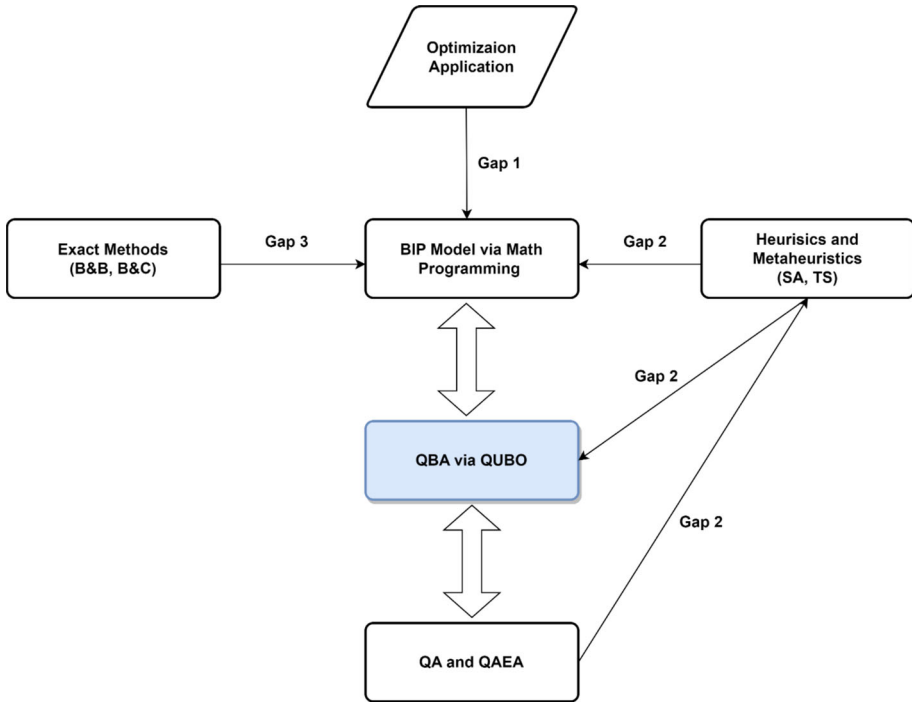 Optimizaion
Application
Gap 1
Exact Methods
(B&B, B&C)
Gap 3
BIP Model via Math
Programming
Gap 2
Heurisics and
Metaheuristics
(SA, TS)
Gap 2
QBA via QUBO
Gap 2
QA and QAEA